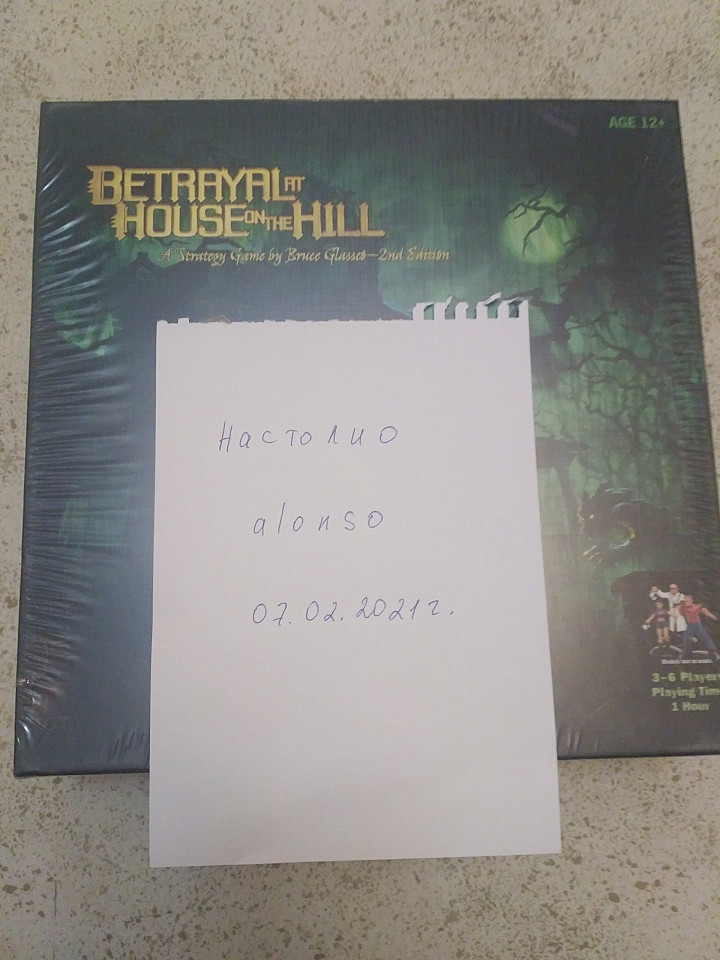 AGE 12+
BETRAYAL AT
HOUSE ON THE HILL
A Strategy Game by Bruce Glassco—2nd Edition
Настолио
alonso
07.02.2021г.
3-6 Players
Playing Tim
1 Hour